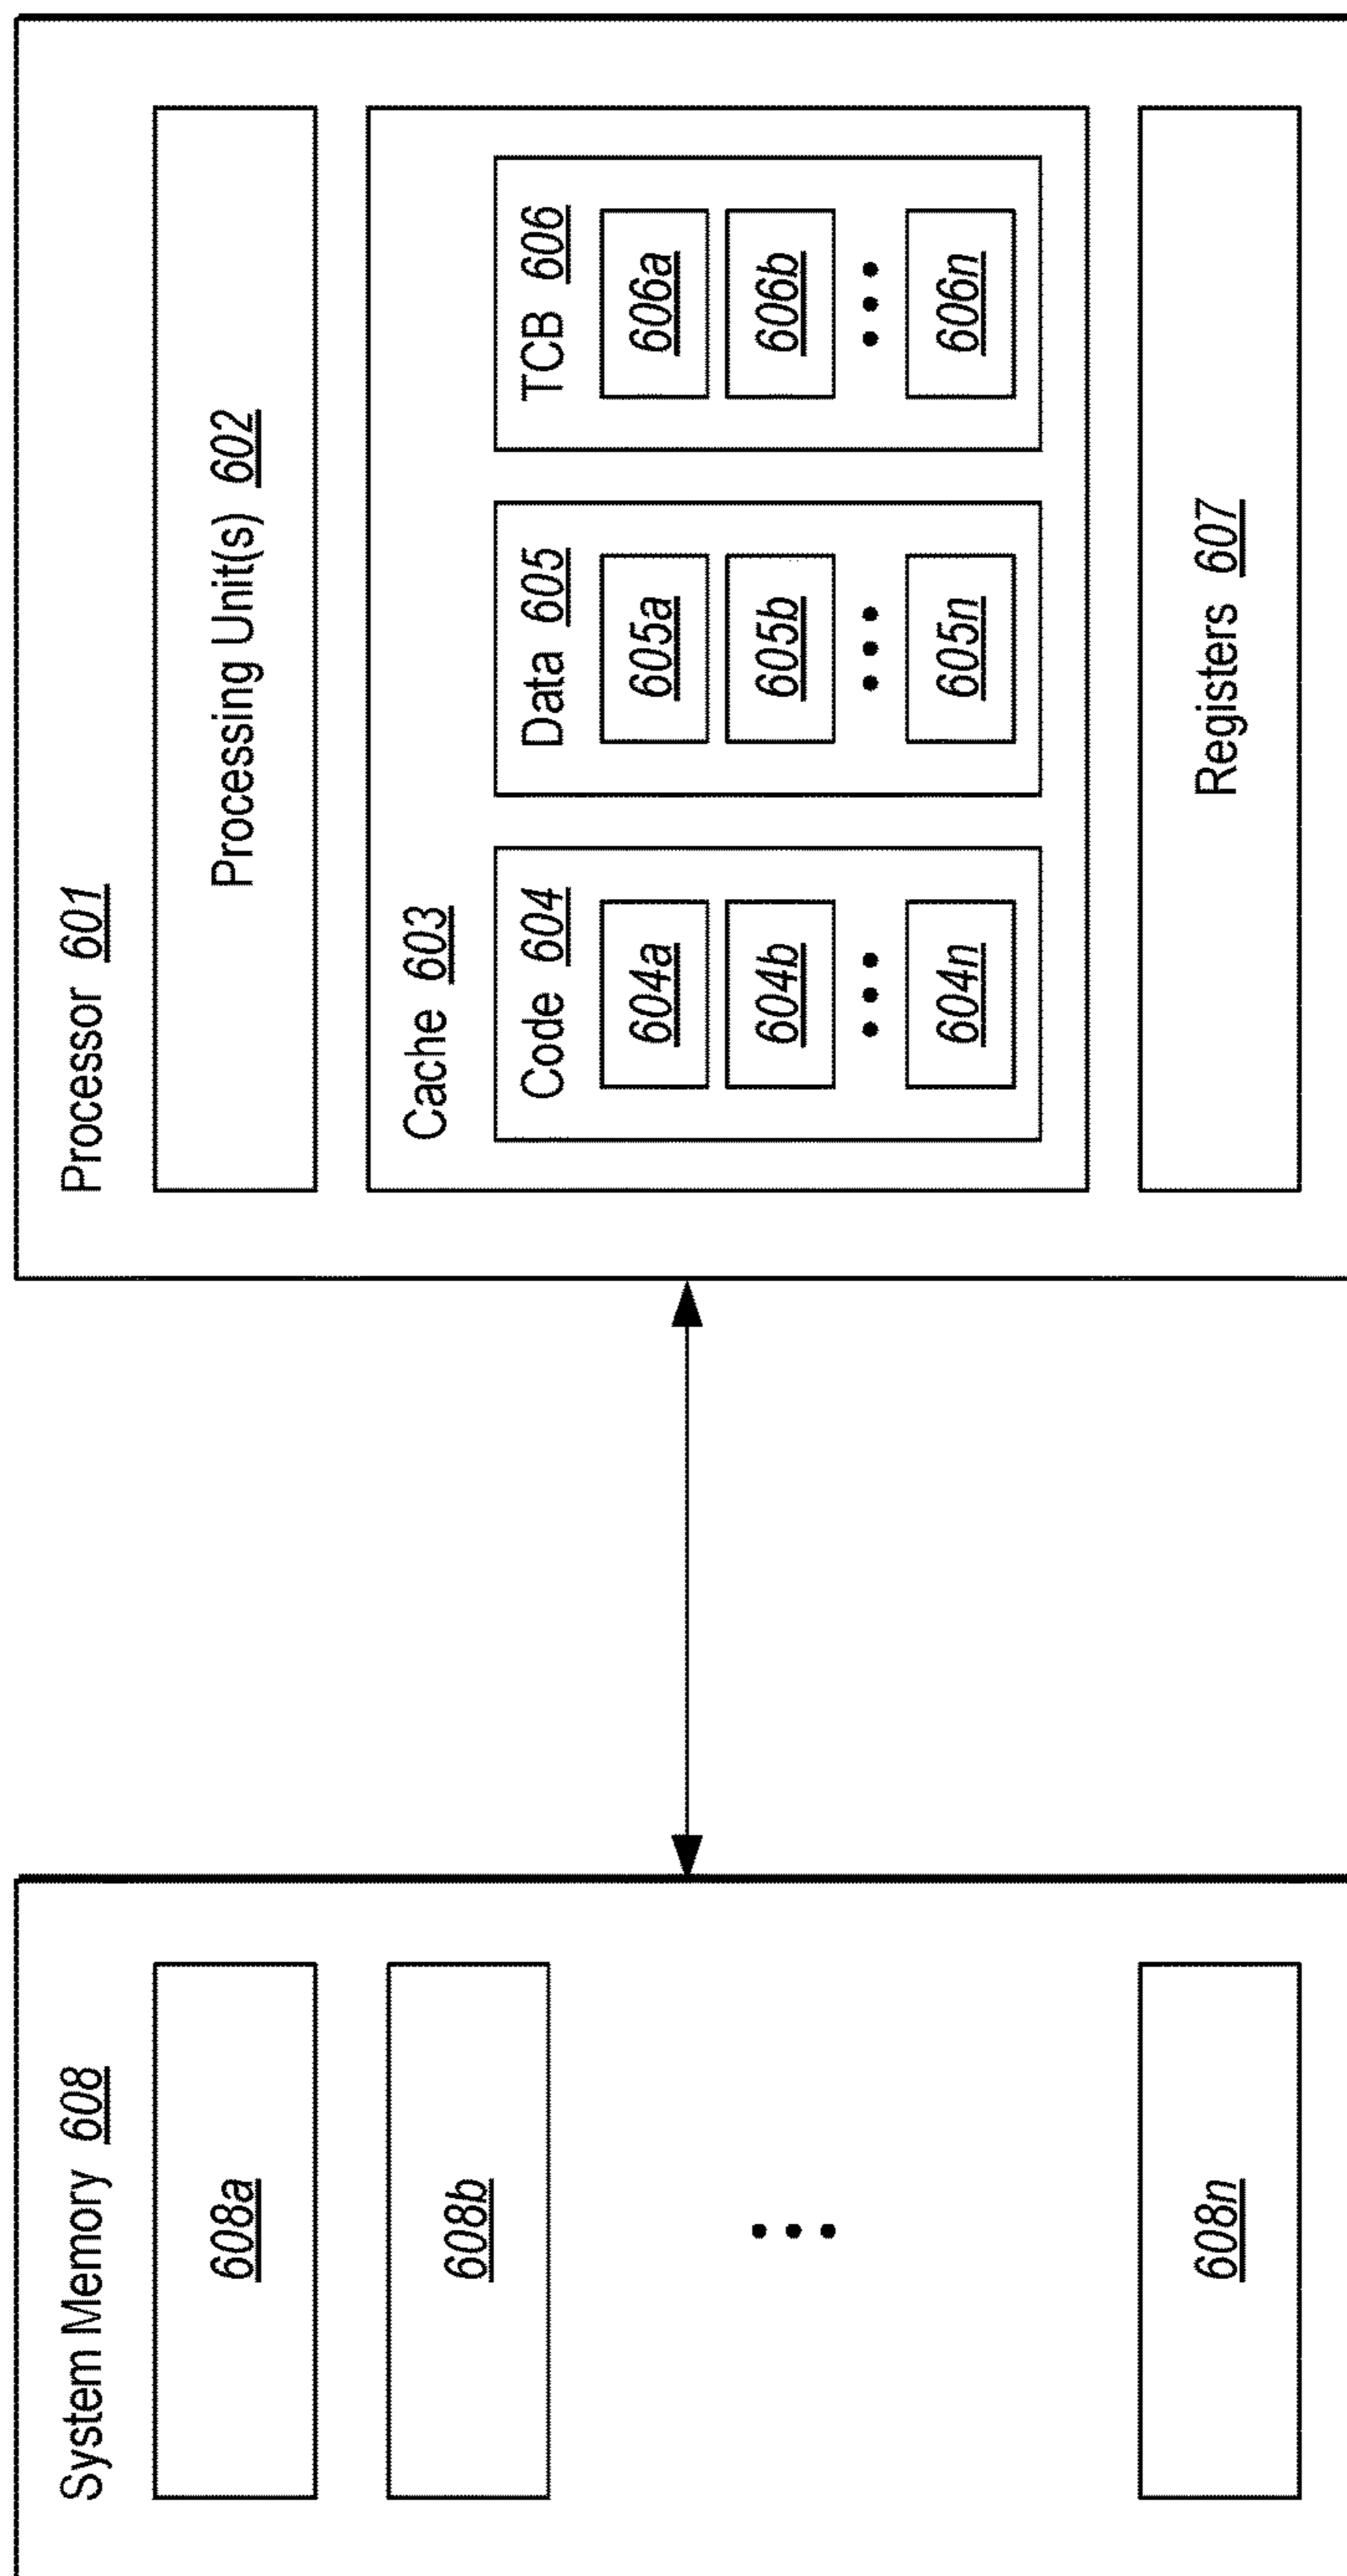 System Memory 608
608a
608b
608n
Processor 601
Processing Unit(s) 602
Cache 603
Code 604
604a
604b
604n
Data 605
605a
605b
605n
TCB 606
606a
606b
606n
Registers 607